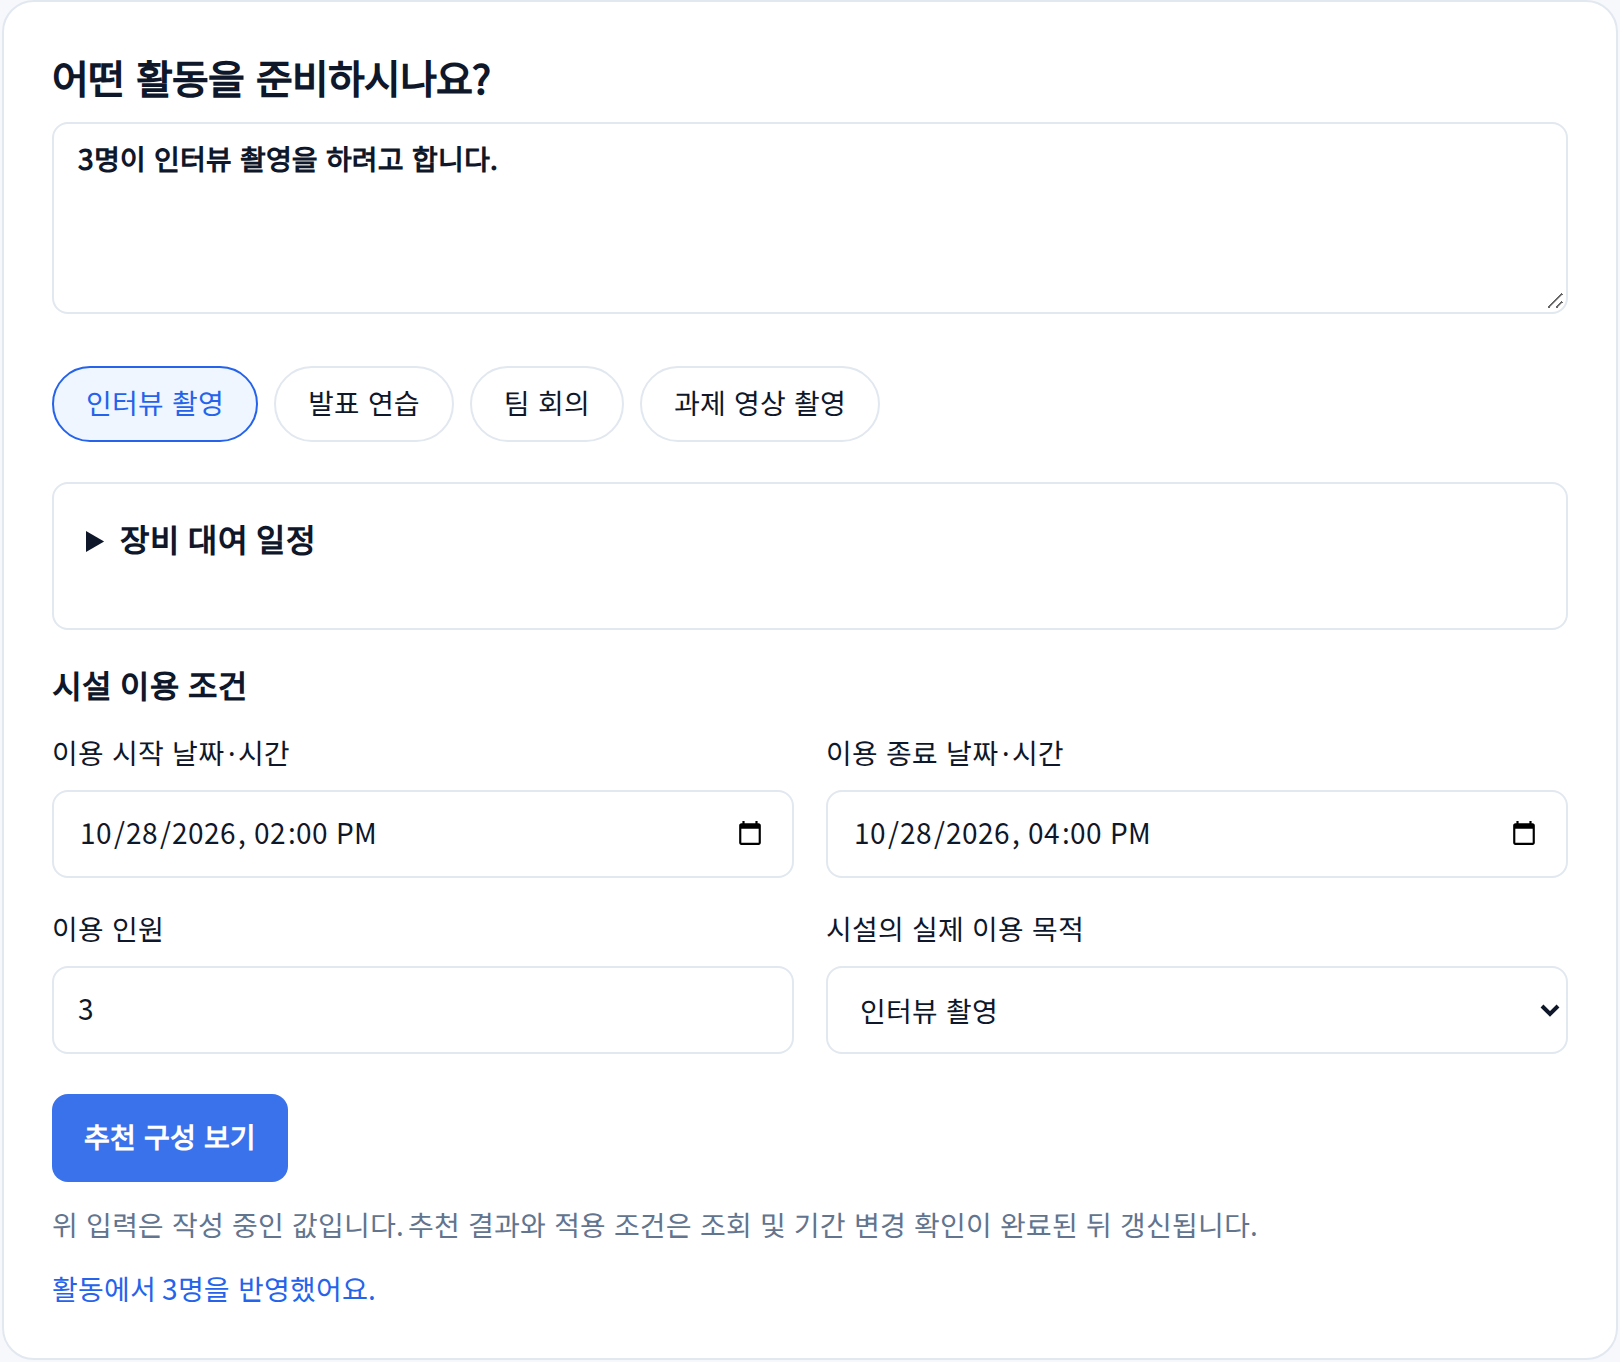 어떤 활동을 준비하시나요?
3명이 인터뷰 촬영을 하려고 합니다.
인터뷰 촬영 발표 연습 팀 회의 과제 영상 촬영
▶ 장비 대여 일정
시설 이용 조건
이용 시작 날짜·시간 이용 종료 날짜·시간
10/28/2026, 02:00 PM 10/28/2026, 04:00 PM
이용 인원 시설의 실제 이용 목적
3 인터뷰 촬영
추천 구성 보기
위 입력은 작성 중인 값입니다. 추천 결과와 적용 조건은 조회 및 기간 변경 확인이 완료된 뒤 갱신됩니다.
활동에서 3명을 반영했어요.